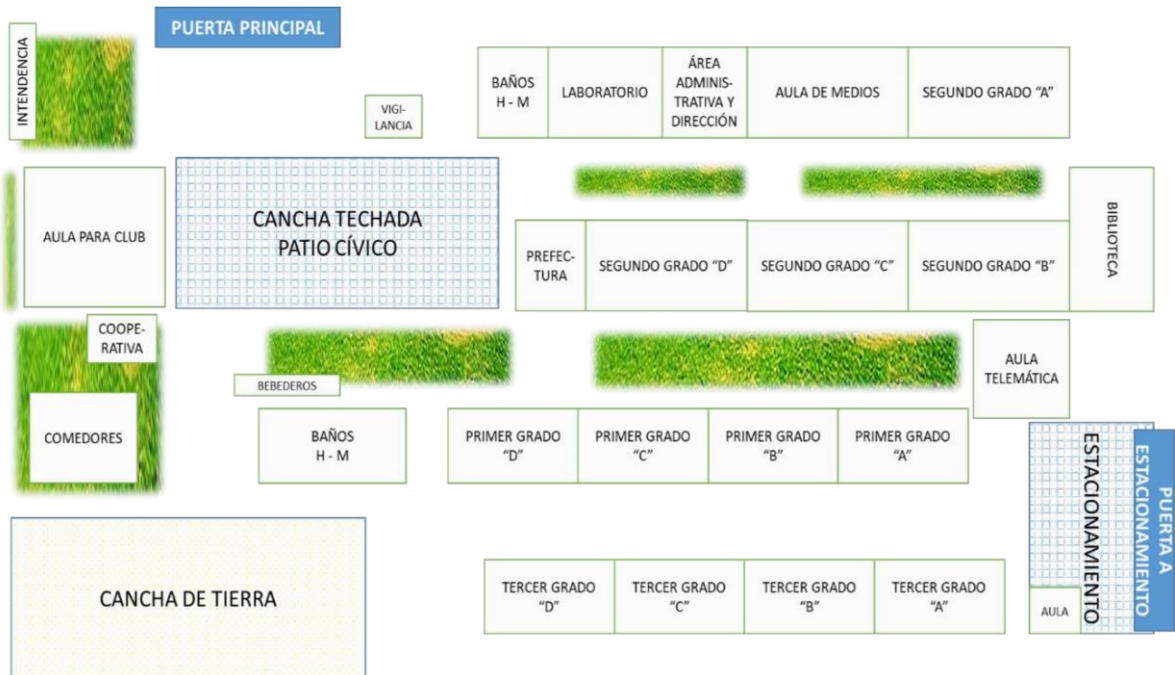 PUERTA PRINCIPAL
INTENDENCIA
VIGI-
LANCIA
BAÑOS
H - M
LABORATORIO
ÁREA
ADMINIS-
TRATIVA Y
DIRECCIÓN
AULA DE MEDIOS
SEGUNDO GRADO "A"
AULA PARA CLUB
CANCHA TECHADA
PATIO CÍVICO
PREFEC-
TURA
SEGUNDO GRADO "D"
SEGUNDO GRADO "C"
SEGUNDO GRADO "B"
BIBLIOTECA
COOPE-
RATIVA
BEBEDEROS
AULA
TELEMÁTICA
COMEDORES
BAÑOS
H - M
PRIMER GRADO
"D"
PRIMER GRADO
"C"
PRIMER GRADO
"B"
PRIMER GRADO
"A"
ESTACIONAMIENTO
PUERTA A
ESTACIONAMIENTO
CANCHA DE TIERRA
TERCER GRADO
"D"
TERCER GRADO
"C"
TERCER GRADO
"B"
TERCER GRADO
"A"
AULA